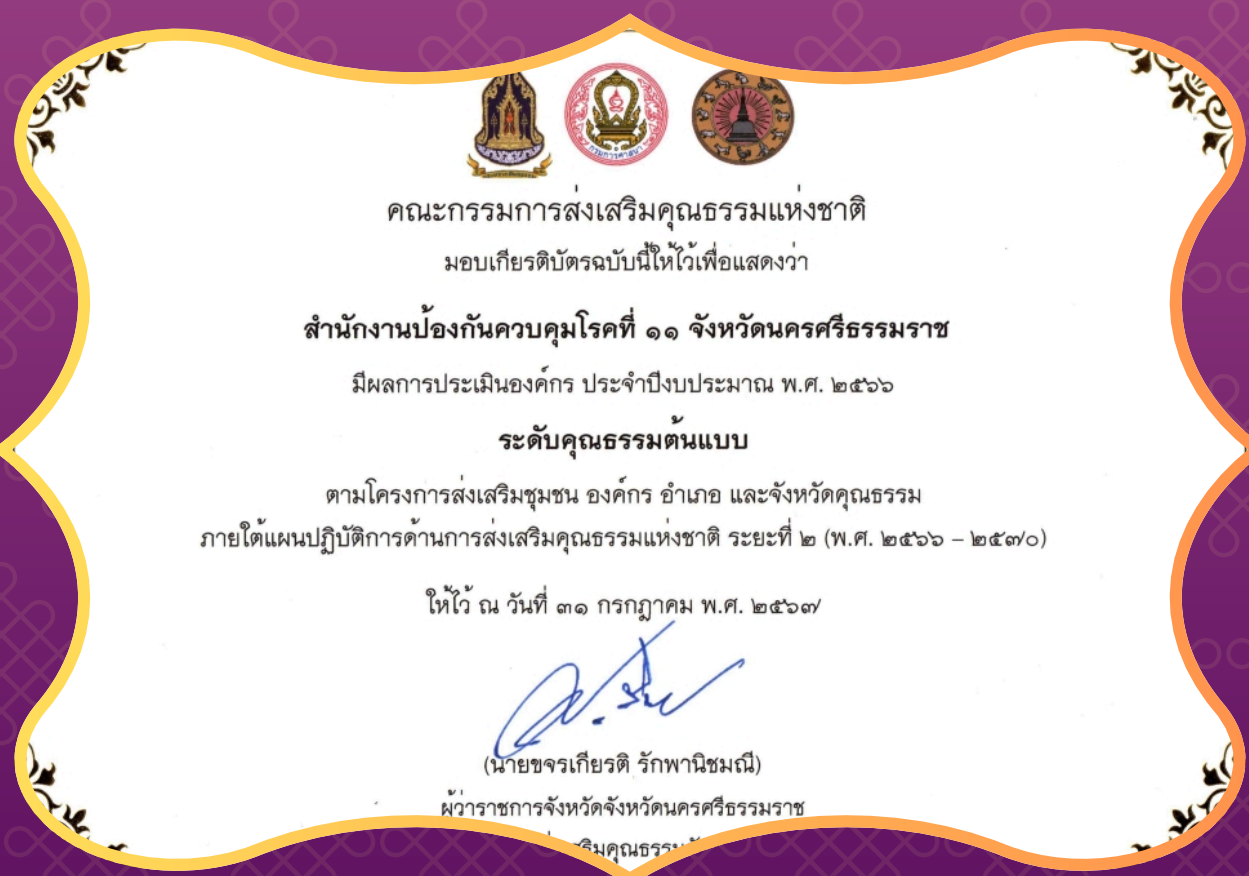 กรมการศาสนา
คณะกรรมการส่งเสริมคุณธรรมแห่งชาติ
มอบเกียรติบัตรฉบับนี้ให้ไว้เพื่อแสดงว่า
สำนักงานป้องกันควบคุมโรคที่ ๑๑ จังหวัดนครศรีธรรมราช
มีผลการประเมินองค์กร ประจำปีงบประมาณ พ.ศ. ๒๕๖๖
ระดับคุณธรรมต้นแบบ
ตามโครงการส่งเสริมชุมชน องค์กร อำเภอ และจังหวัดคุณธรรม
ภายใต้แผนปฏิบัติการด้านการส่งเสริมคุณธรรมแห่งชาติ ระยะที่ ๒ (พ.ศ. ๒๕๖๖ – ๒๕๗๐)
ให้ไว้ ณ วันที่ ๓๑ กรกฎาคม พ.ศ. ๒๕๖๗
(นายขจรเกียรติ รักพานิชมณี)
ผู้ว่าราชการจังหวัดจังหวัดนครศรีธรรมราช